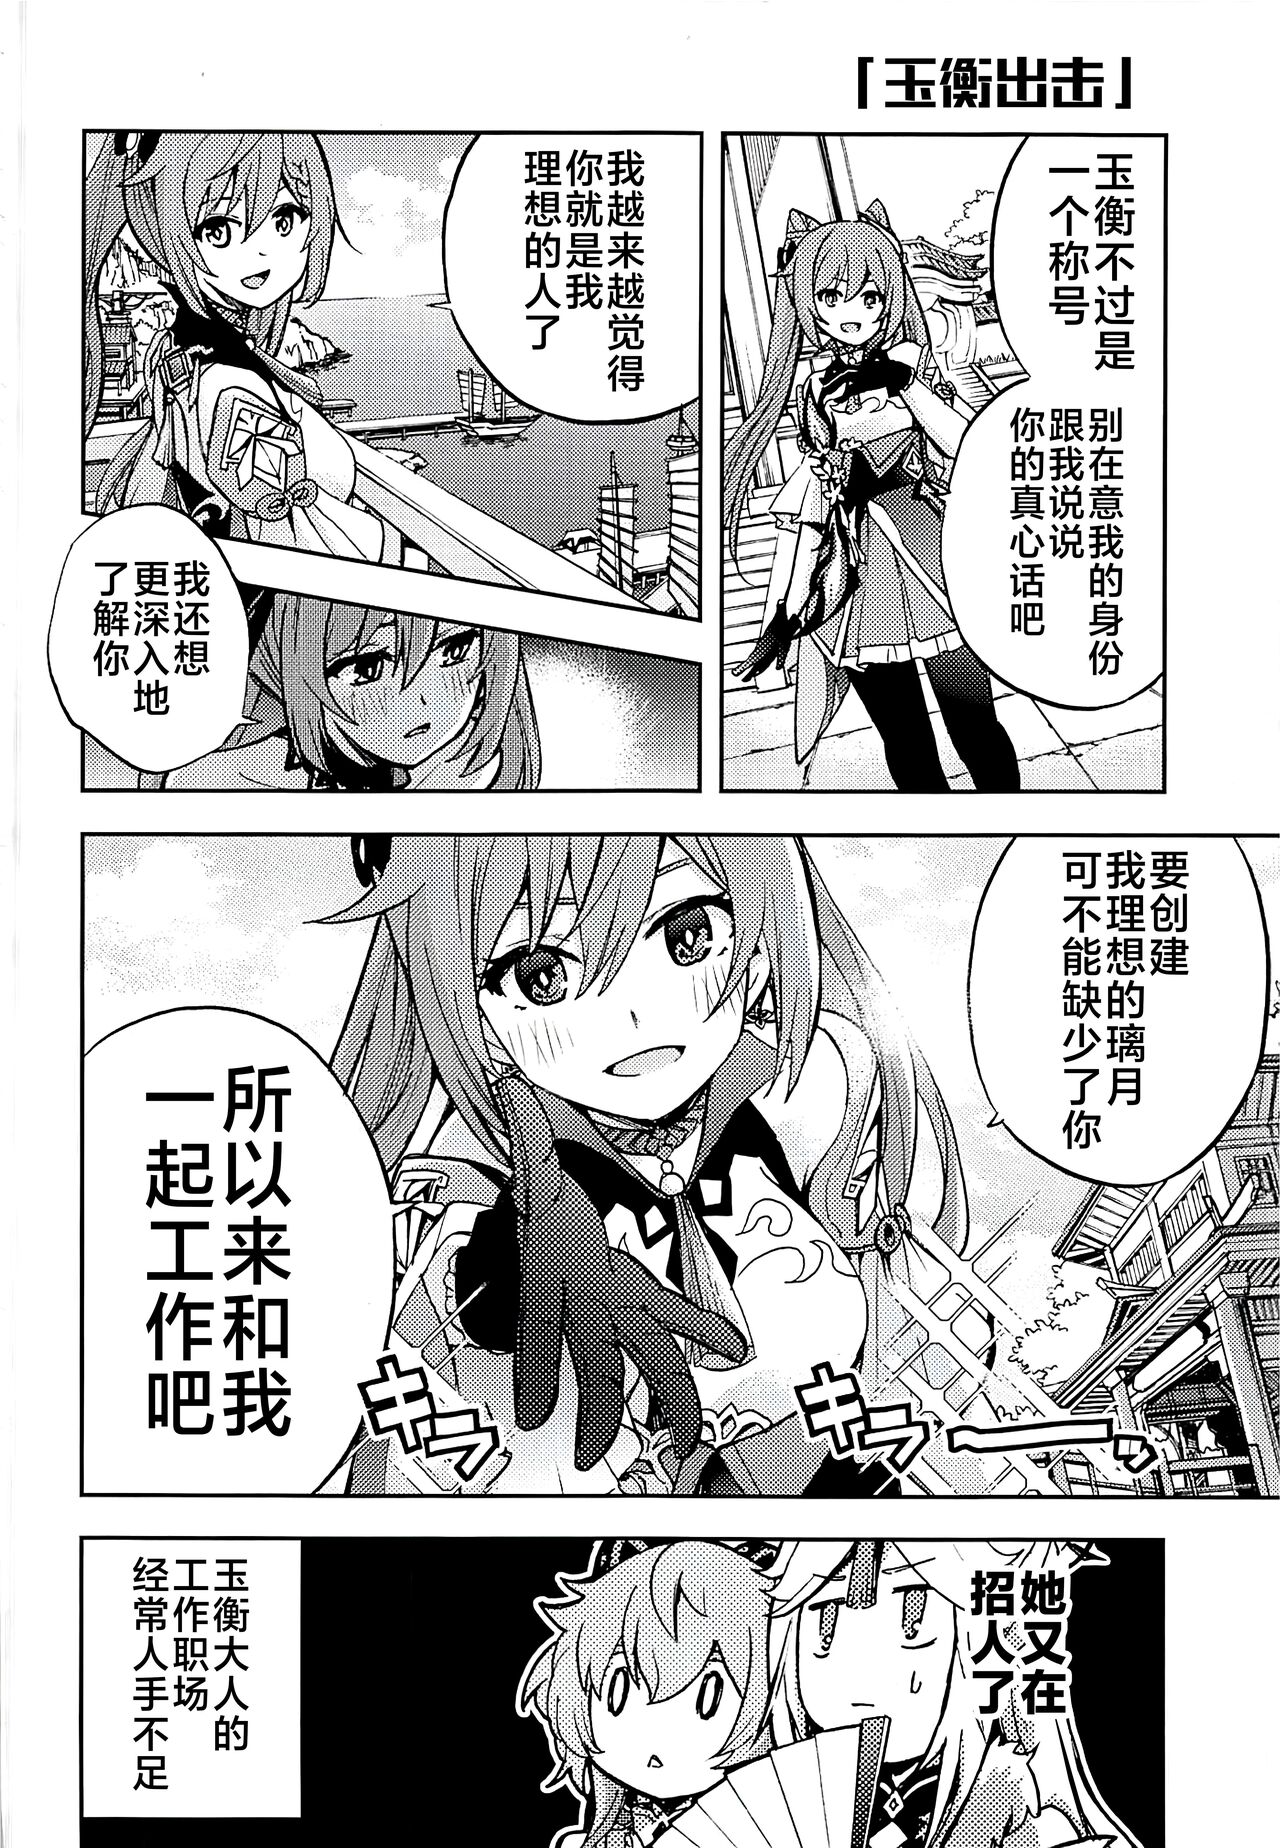 「玉衡出击」
玉衡不过是
一个称号
别在意我的身份
跟我说说
你的真心话吧
我越来越觉得
你就是我
理想的人了
我还想
更深入地
了解你
要创建
我理想的璃月
可不能缺少了你
所以来和我
一起工作吧
キラ
キラーーッ
她又在
招人了
玉衡大人的
工作职场
经常人手不足